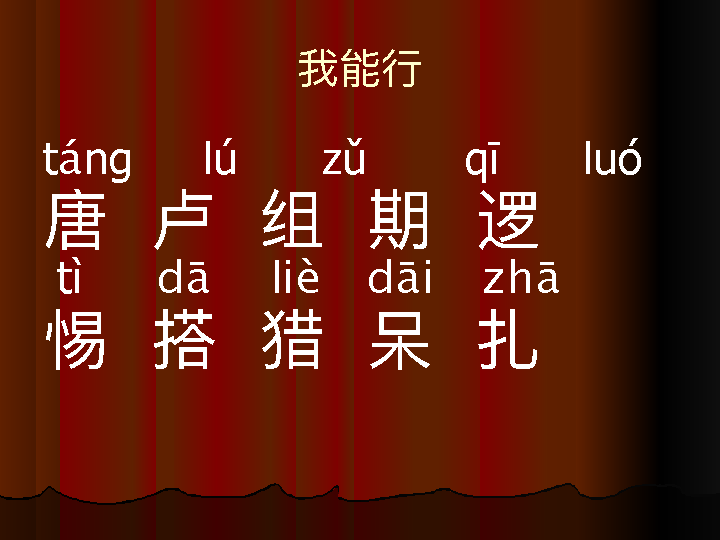 我能行
táng lú zǔ qī luó
唐 卢 组 期 逻
tì dā liè dāi zhā
惕 搭 猎 呆 扎